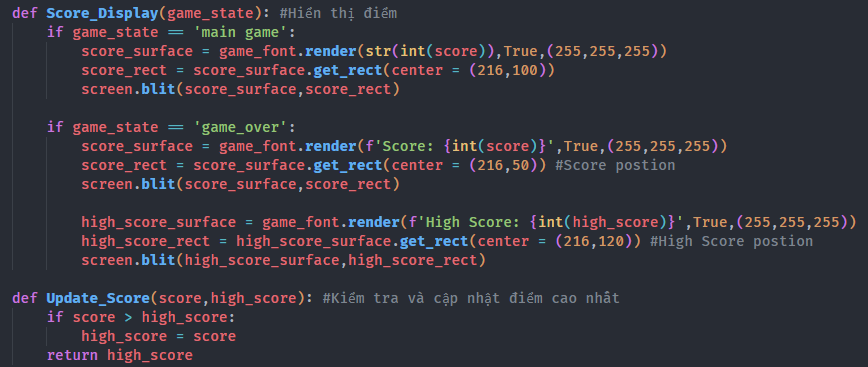 def Score_Display(game_state): #Hiển thị điểm
    if game_state == 'main game':
        score_surface = game_font.render(str(int(score)),True,(255,255,255))
        score_rect = score_surface.get_rect(center = (216,100))
        screen.blit(score_surface,score_rect)

    if game_state == 'game_over':
        score_surface = game_font.render(f'Score: {int(score)}',True,(255,255,255))
        score_rect = score_surface.get_rect(center = (216,50)) #Score postion
        screen.blit(score_surface,score_rect)

        high_score_surface = game_font.render(f'High Score: {int(high_score)}',True,(255,255,255))
        high_score_rect = high_score_surface.get_rect(center = (216,120)) #High Score postion
        screen.blit(high_score_surface,high_score_rect)

def Update_Score(score,high_score): #Kiểm tra và cập nhật điểm cao nhất
    if score > high_score:
        high_score = score
    return high_score